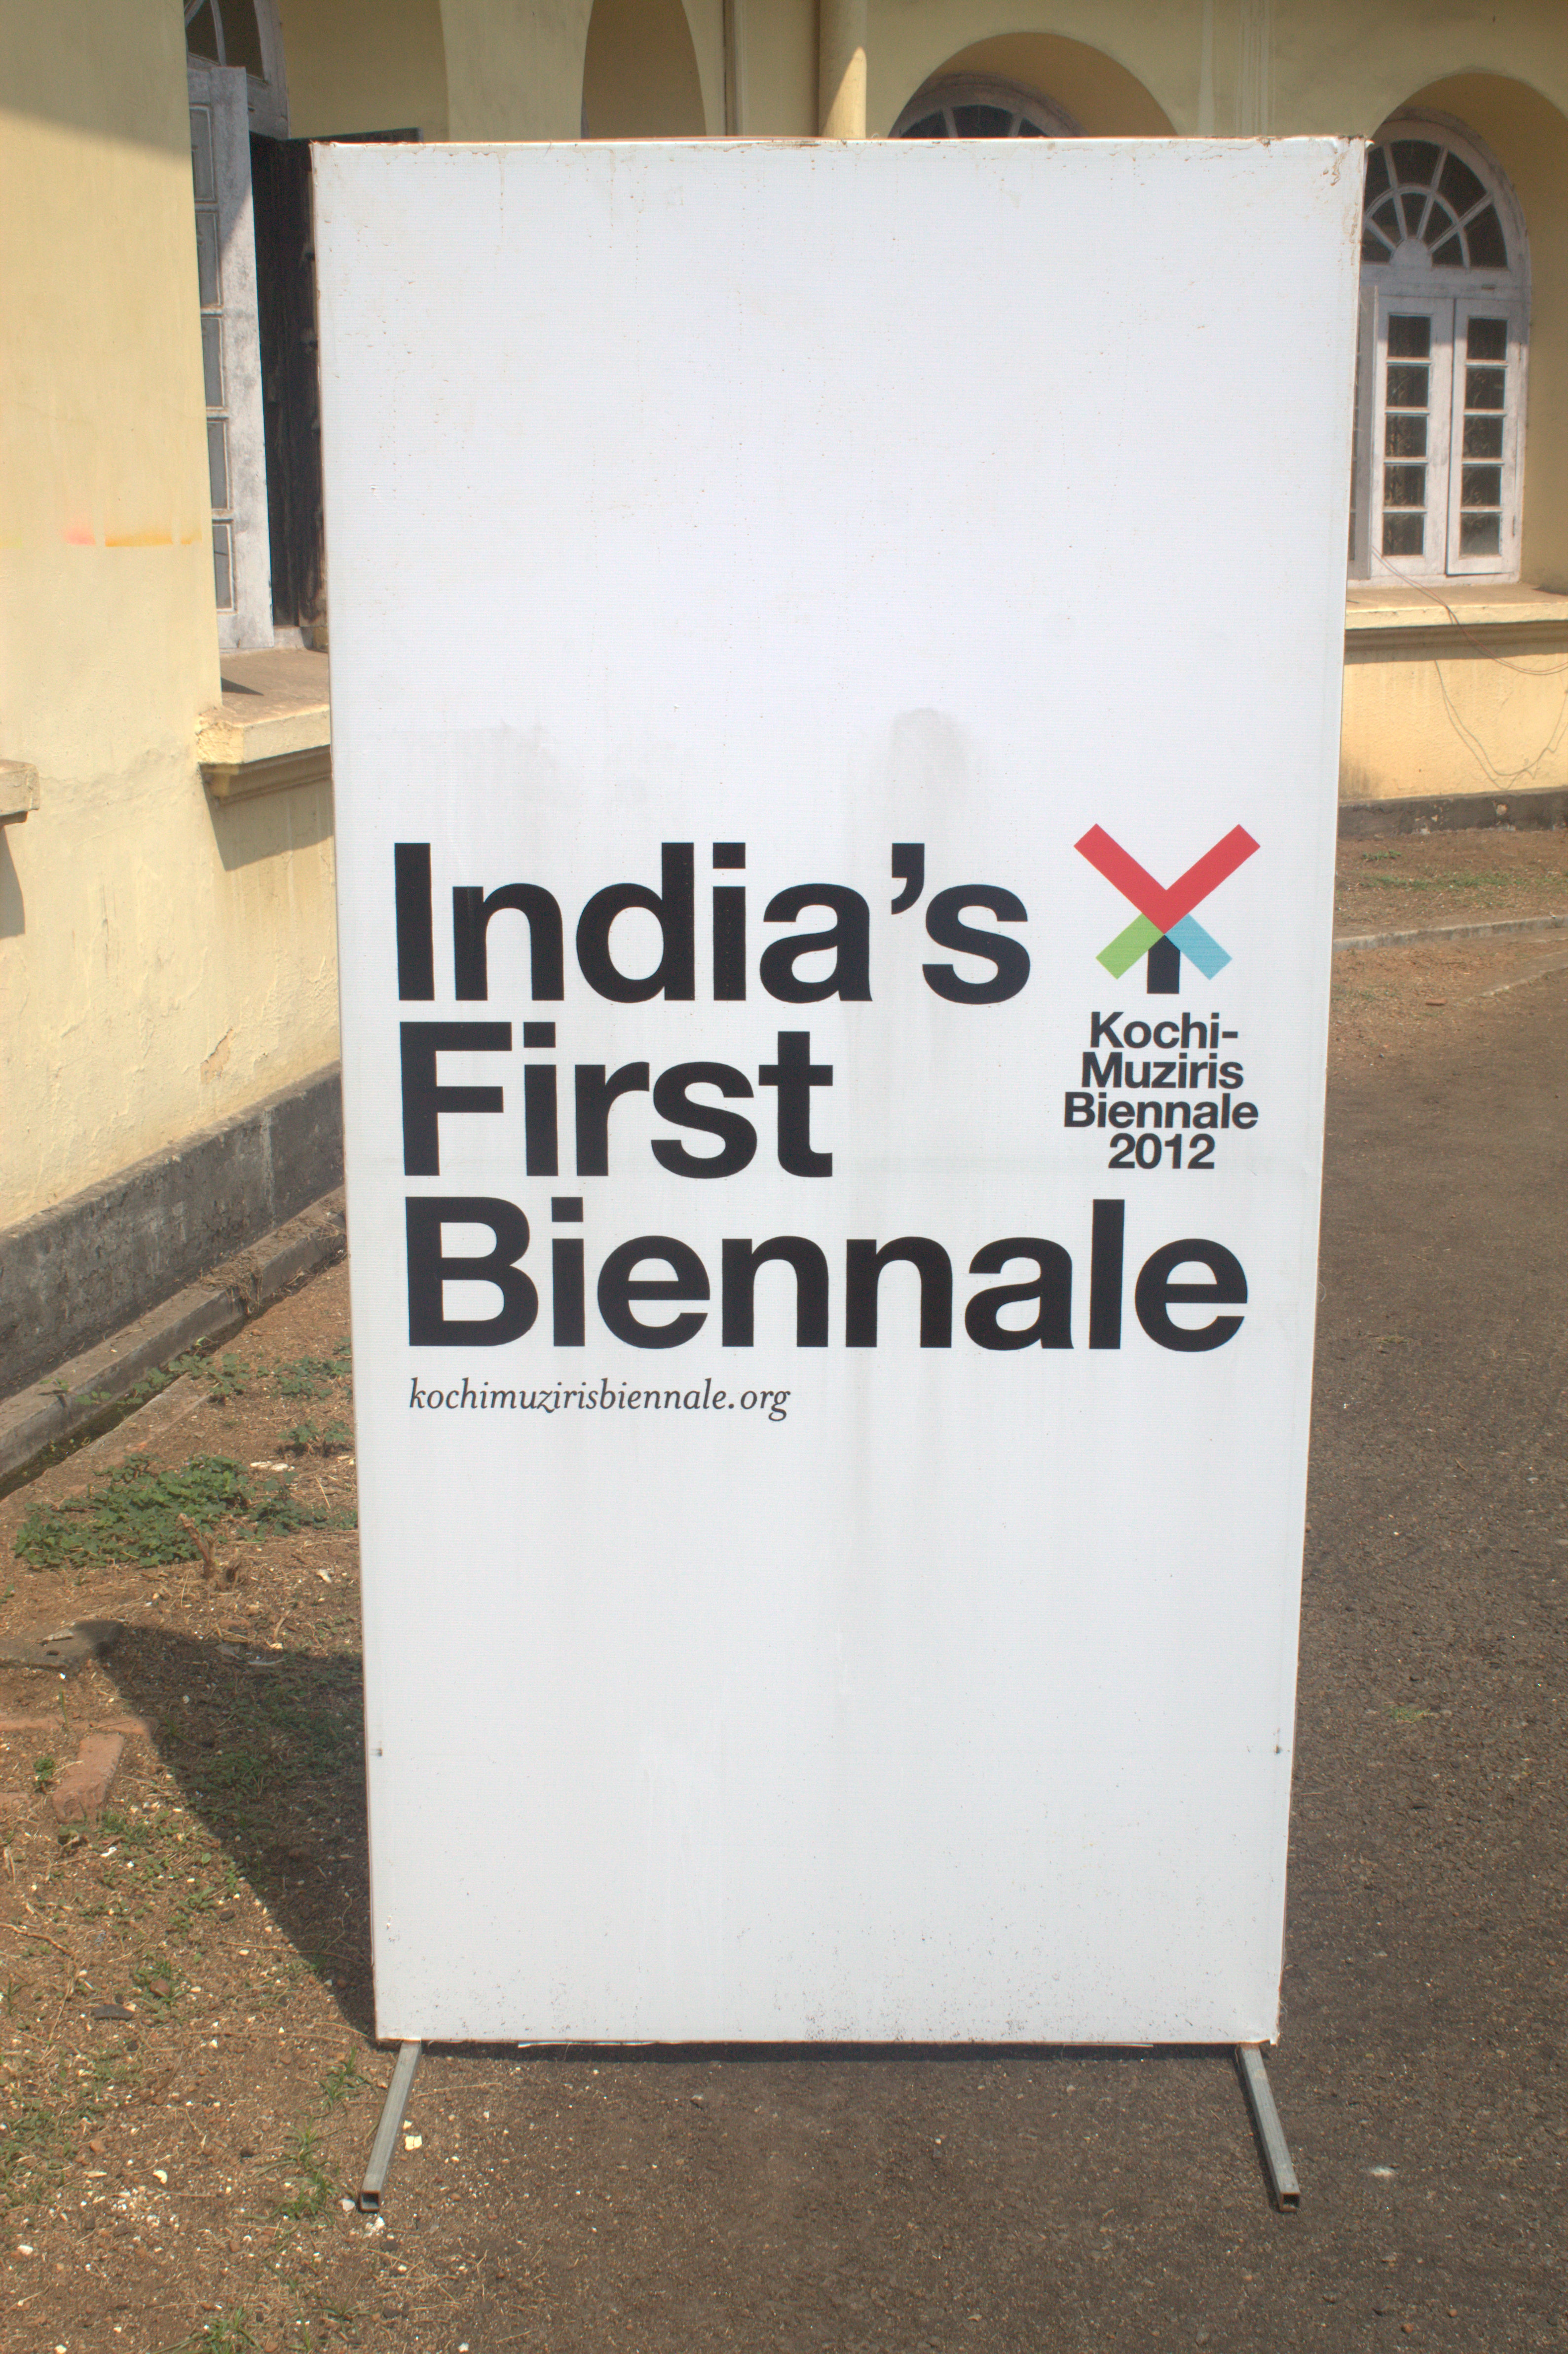 India's
First
Biennale
kochimuzirisbiennale.org
Kochi-
Muziris
Biennale
2012